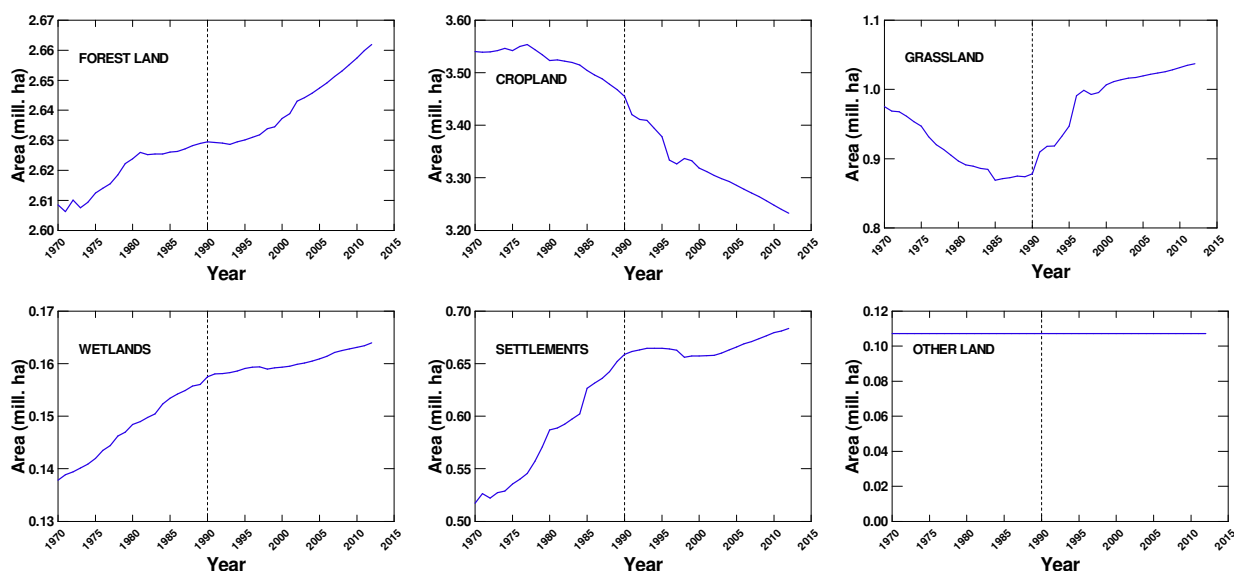 FOREST LAND
Area (mill. ha)
2.67
2.66
2.65
2.64
2.63
2.62
2.61
2.60
1970 1975 1980 1985 1990 1995 2000 2005 2010 2015
Year
CROPLAND
Area (mill. ha)
3.60
3.50
3.40
3.30
3.20
1970 1975 1980 1985 1990 1995 2000 2005 2010 2015
Year
GRASSLAND
Area (mill. ha)
1.1
1.0
0.9
0.8
1970 1975 1980 1985 1990 1995 2000 2005 2010 2015
Year
WETLANDS
Area (mill. ha)
0.17
0.16
0.15
0.14
0.13
1970 1975 1980 1985 1990 1995 2000 2005 2010 2015
Year
SETTLEMENTS
Area (mill. ha)
0.70
0.65
0.60
0.55
0.50
1970 1975 1980 1985 1990 1995 2000 2005 2010 2015
Year
OTHER LAND
Area (mill. ha)
0.12
0.10
0.08
0.06
0.04
0.02
0.00
1970 1975 1980 1985 1990 1995 2000 2005 2010 2015
Year